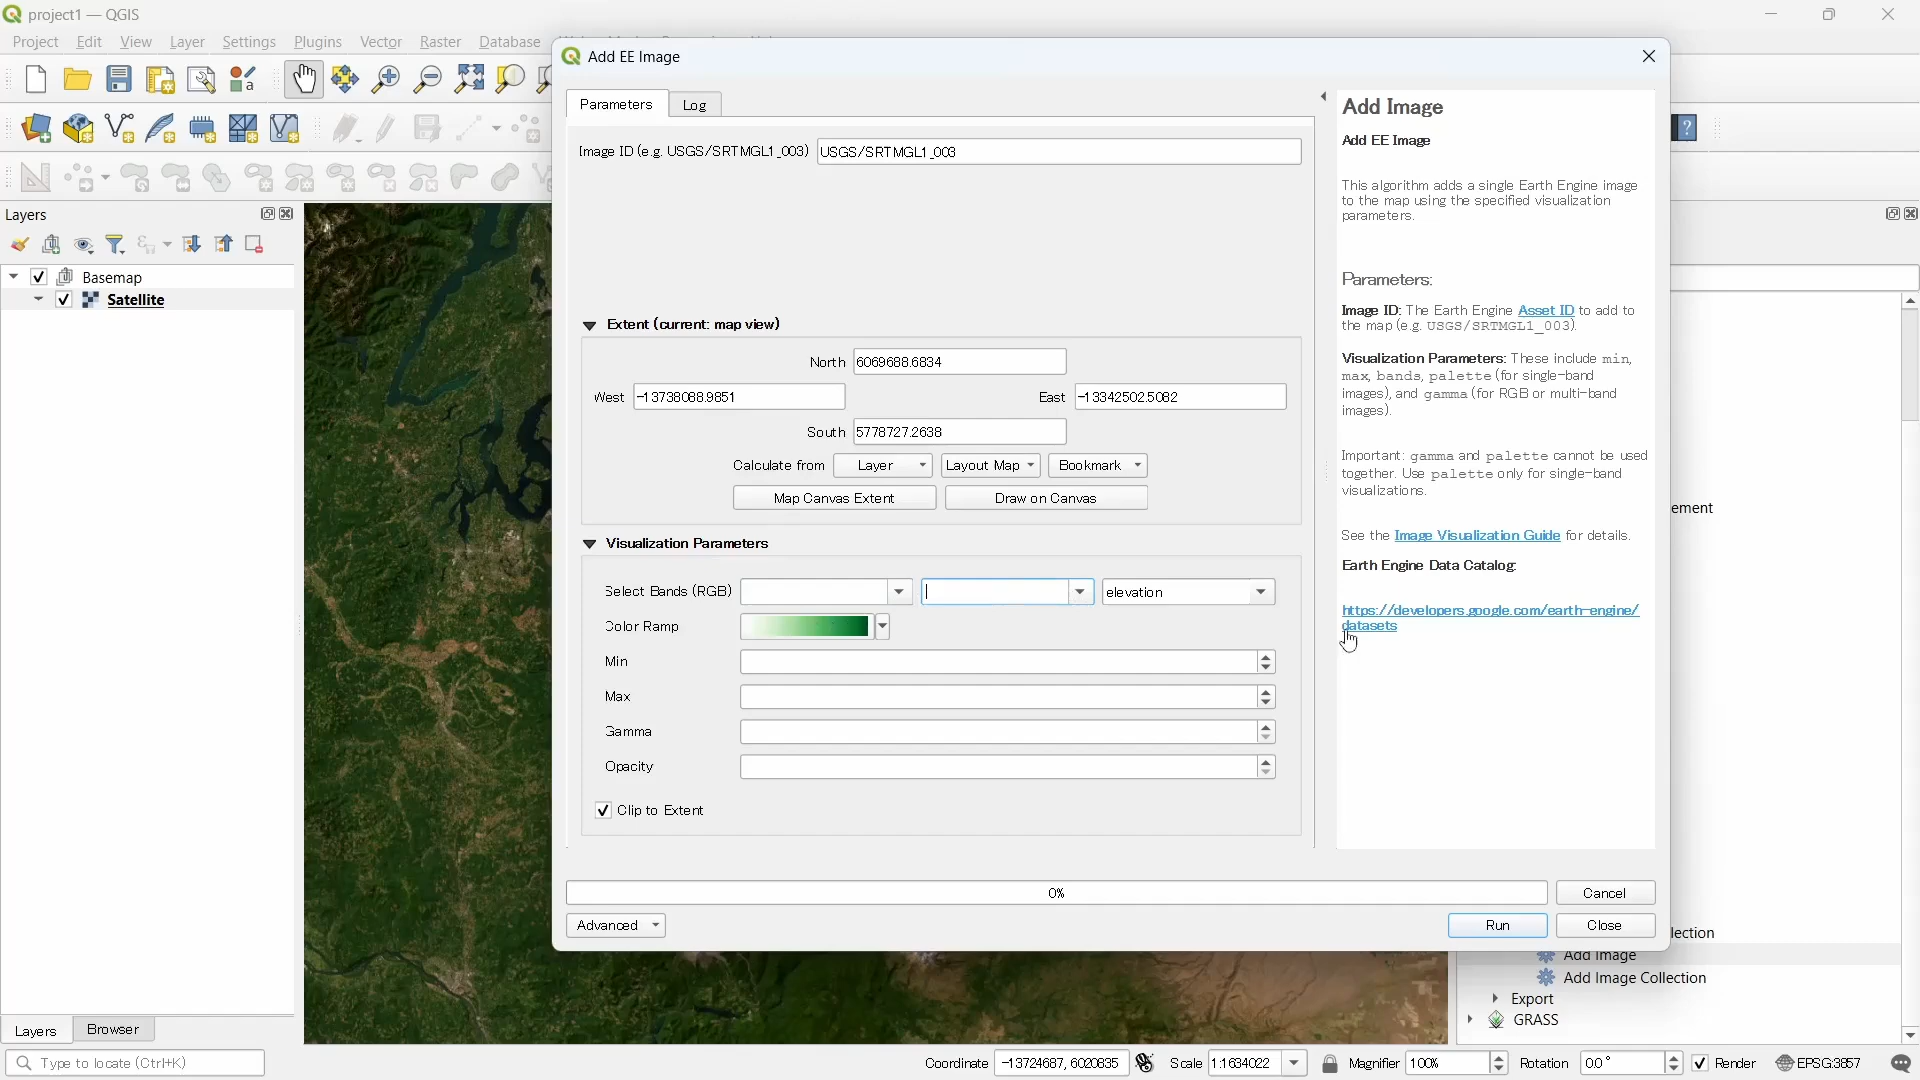 project1 — QGIS
Project Edit View Layer Settings Plugins Vector Raster Database
Add EE Image
Parameters Log
Image ID (e.g. USGS/SRTMGL1_003) USGS/SRTMGL1_003
Extent (current: map view)
North 6069688.6834
West -13738088.9851 East -13342502.5082
South 5778727.2638
Calculate from Layer Layout Map Bookmark
Map Canvas Extent Draw on Canvas
Visualization Parameters
Select Bands (RGB) elevation
Color Ramp
Min
Max
Gamma
Opacity
Clip to Extent
0% Cancel
Advanced Run Close
Add Image
Add EE Image
This algorithm adds a single Earth Engine image
to the map using the specified visualization
parameters.
Parameters:
Image ID: The Earth Engine Asset ID to add to
the map (e.g. USGS/SRTMGL1_003).
Visualization Parameters: These include min,
max, bands, palette (for single-band
images), and gamma (for RGB or multi-band
images).
Important: gamma and palette cannot be used
together. Use palette only for single-band
visualizations.
See the Image Visualization Guide for details.
Earth Engine Data Catalog:
https://developers.google.com/earth-engine/
datasets
Layers
Basemap
Satellite
ement
lection
Add Image
Add Image Collection
Export
GRASS
Layers Browser
Type to locate (Ctrl+K) Coordinate -13724687, 6020835 Scale 1:1634022 Magnifier 100% Rotation 0.0 ° Render EPSG:3857